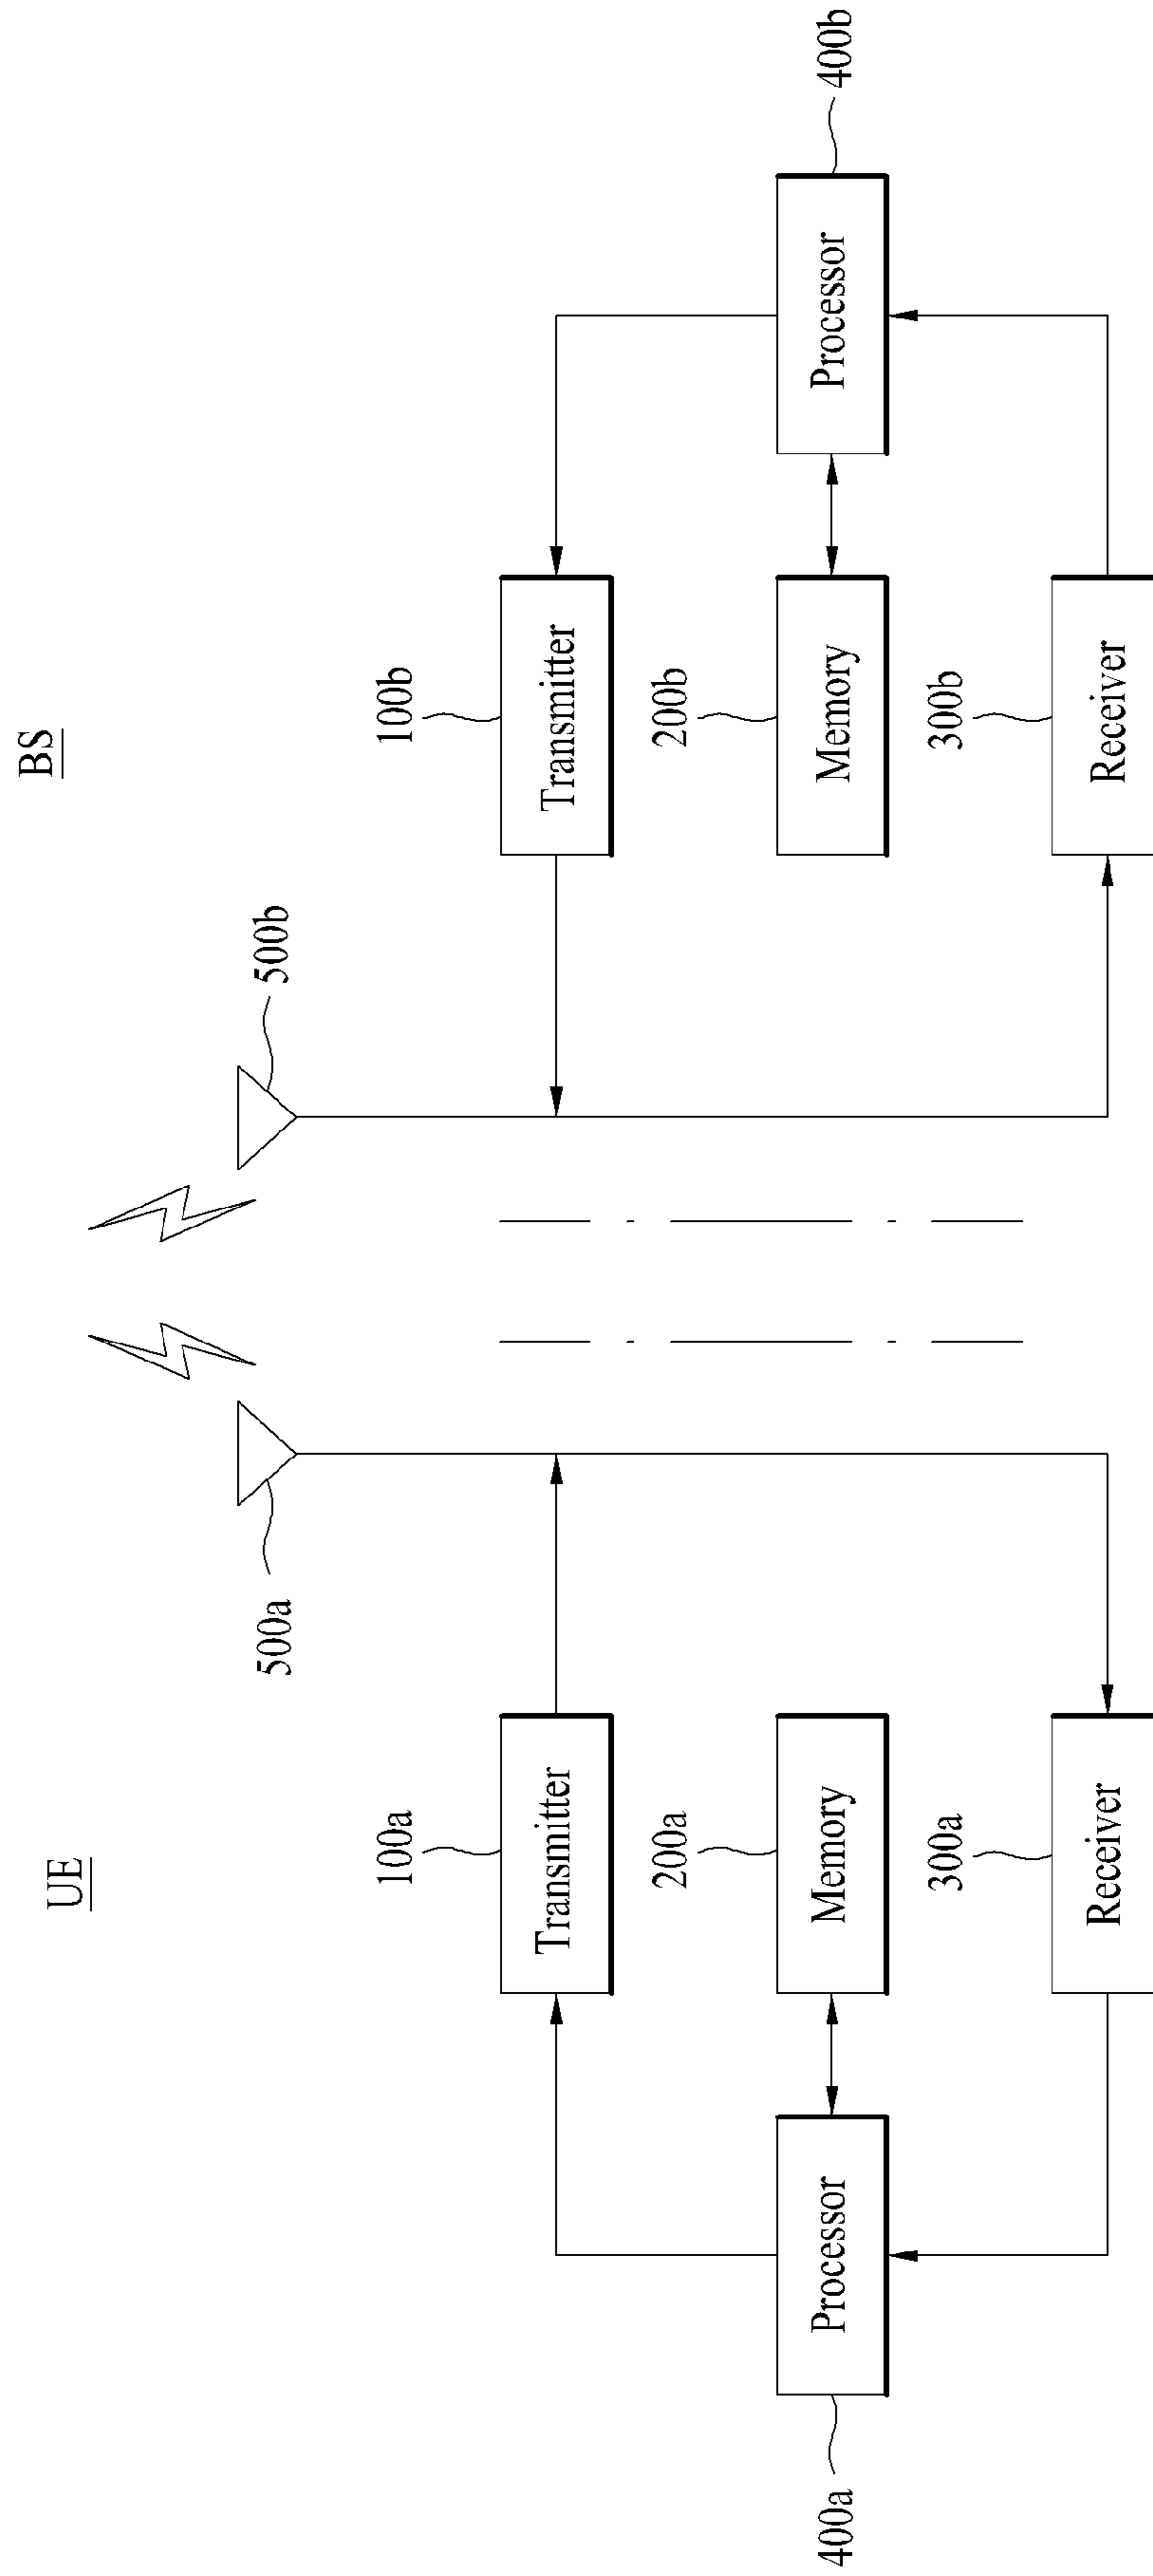 UE
BS
500a
500b
100a
Transmitter
100b
Transmitter
400a
Processor
200a
Memory
200b
Memory
Processor
400b
300a
Receiver
300b
Receiver